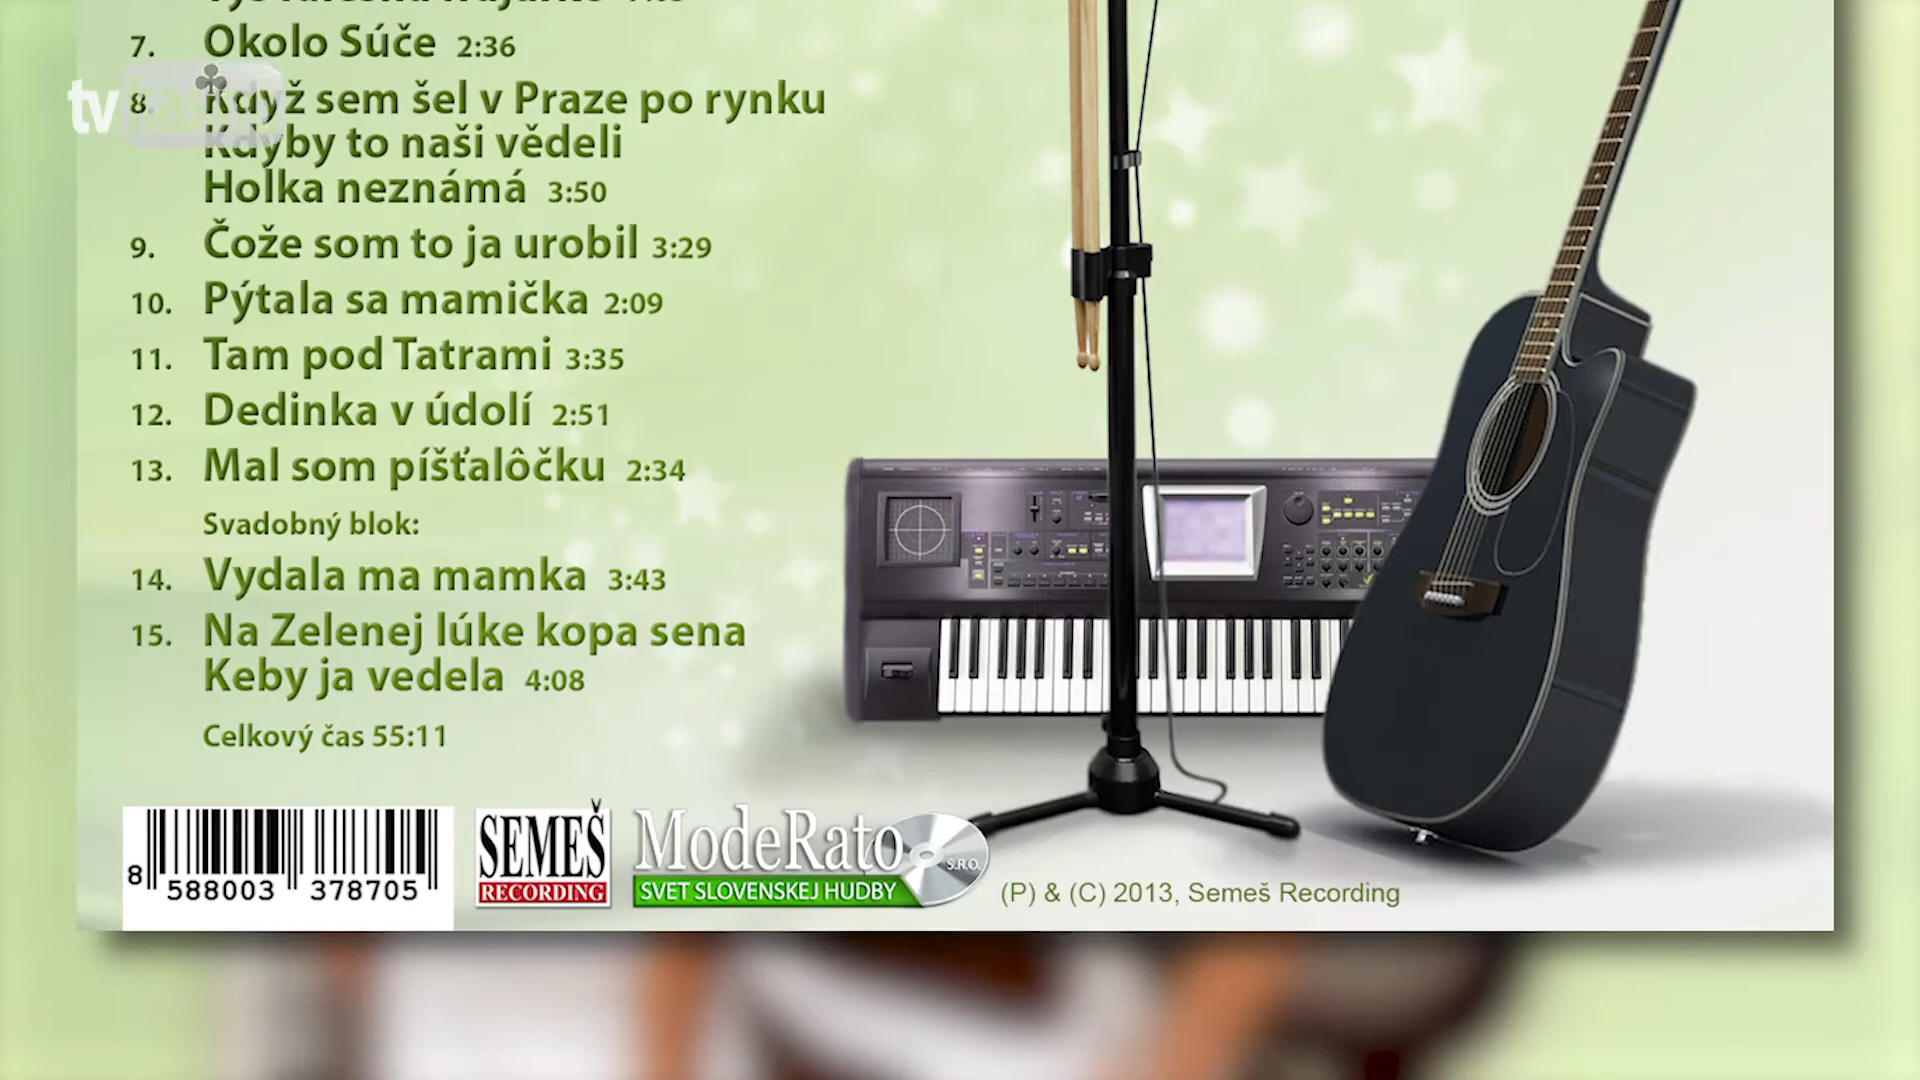 7. Okolo Súče 2:36
8. Když sem šel v Praze po rynku
Kdyby to naši vědeli
Holka neznámá 3:50
9. Čože som to ja urobil 3:29
10. Pýtala sa mamička 2:09
11. Tam pod Tatrami 3:35
12. Dedinka v údolí 2:51
13. Mal som píšťalôčku 2:34
Svadobný blok:
14. Vydala ma mamka 3:43
15. Na Zelenej lúke kopa sena
Keby ja vedela 4:08
Celkový čas 55:11
8 588003 378705
SEMEŠ
RECORDING
ModeRato
S.R.O.
SVET SLOVENSKEJ HUDBY
(P) & (C) 2013, Semeš Recording
tv